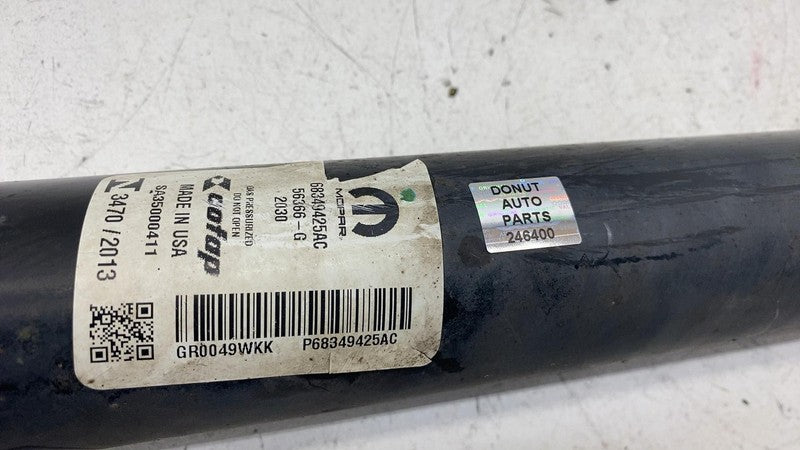 MOPAR
68349425AC
56366-G
2030
cofap
GAS PRESSURIZED
DO NOT OPEN
MADE IN USA
SA35000411
3470/2013
GR0049WKK P68349425AC
DONUT
AUTO
PARTS
246400